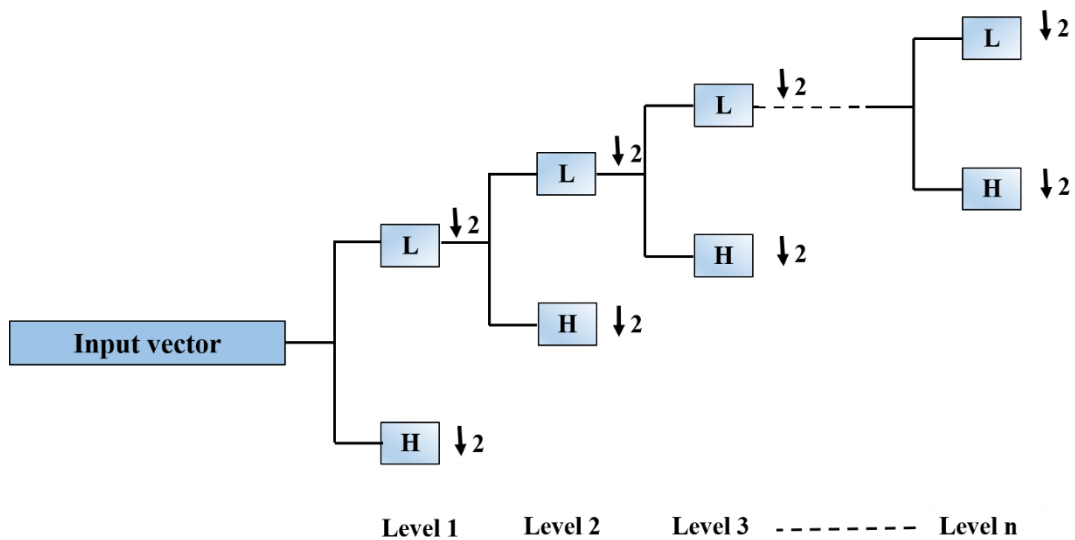 L ↓2
L ↓2
L ↓2
H ↓2
L ↓2
H ↓2
H ↓2
Input vector
H ↓2
Level 1 Level 2 Level 3 Level n